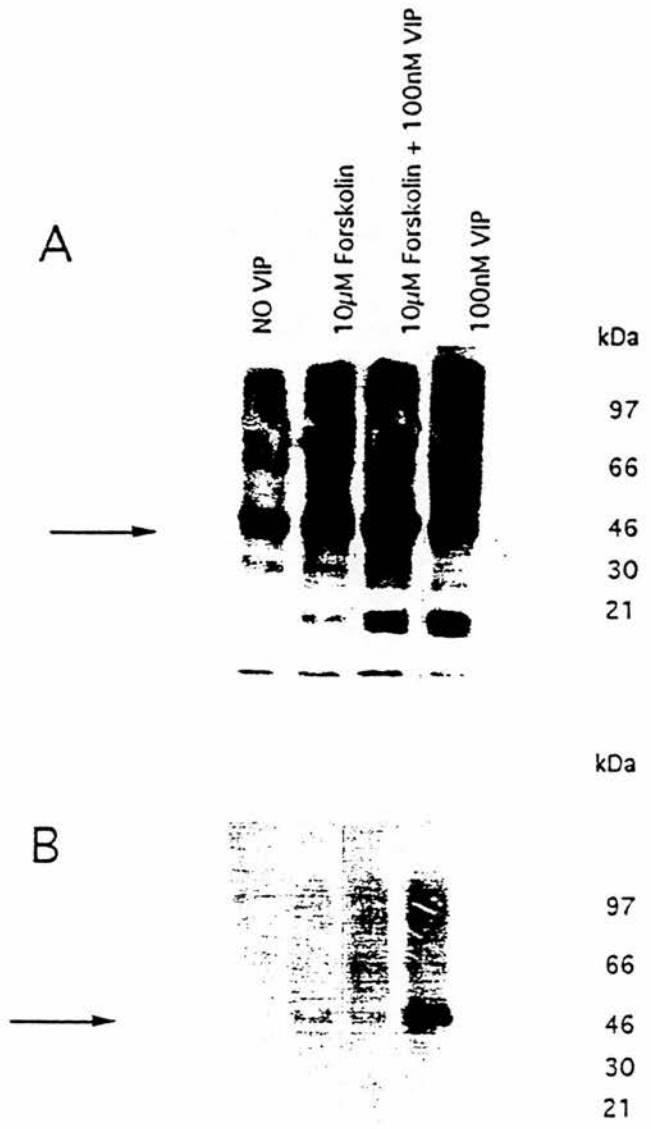 A
NO VIP
10μM Forskolin
10μM Forskolin + 100nM VIP
100nM VIP
kDa
97
66
46
30
21
B
kDa
97
66
46
30
21